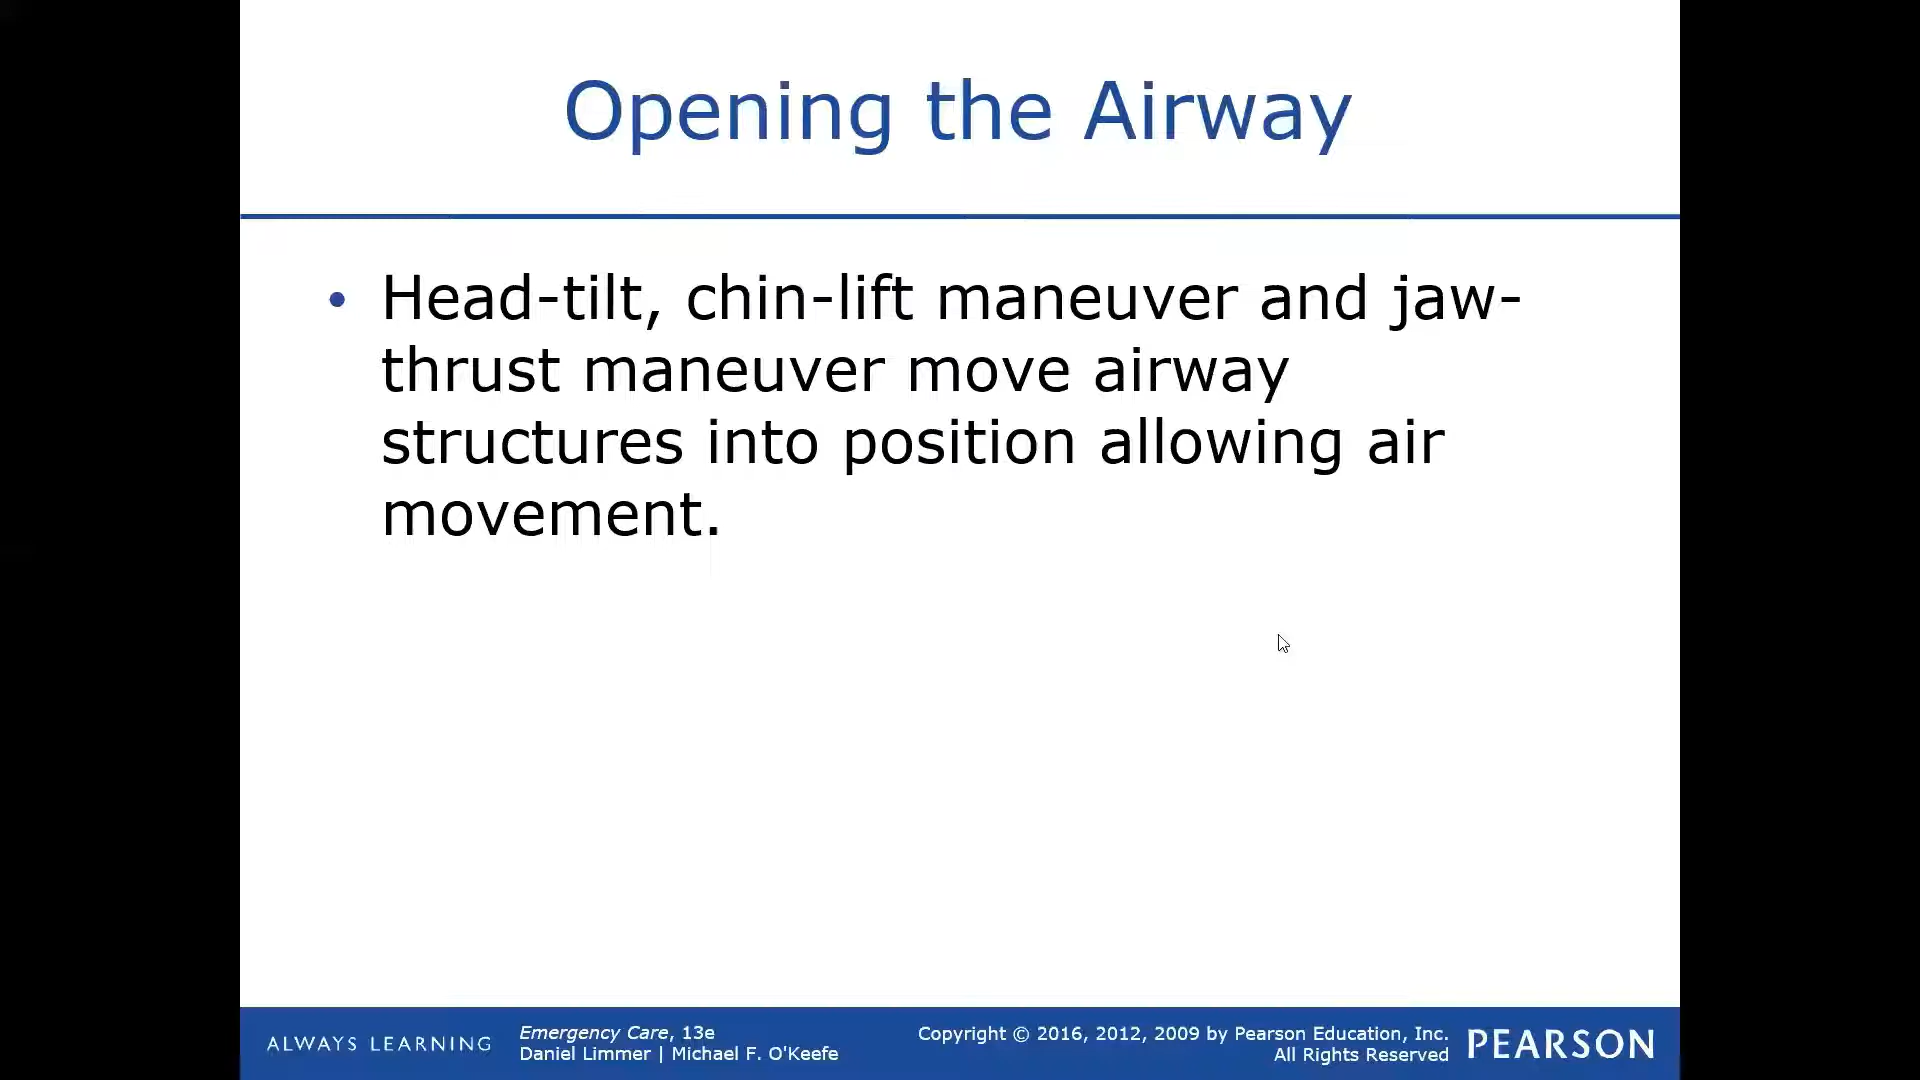 Opening the Airway
• Head-tilt, chin-lift maneuver and jaw-
thrust maneuver move airway
structures into position allowing air
movement.
ALWAYS LEARNING
Emergency Care, 13e
Daniel Limmer | Michael F. O'Keefe
Copyright © 2016, 2012, 2009 by Pearson Education, Inc.
All Rights Reserved
PEARSON